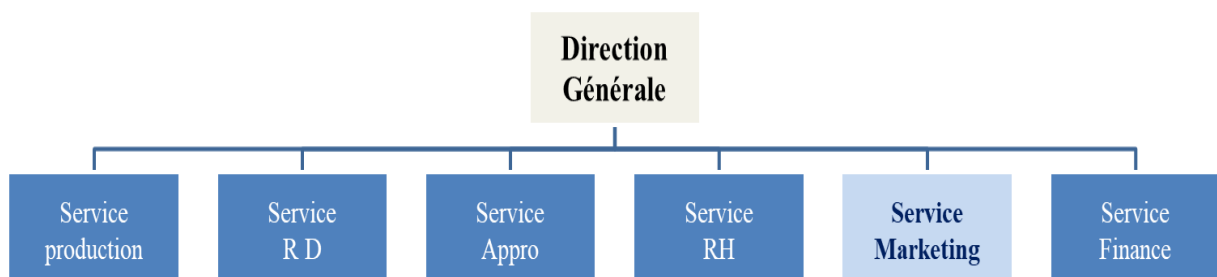 Direction
Générale
Service
production
Service
R D
Service
Appro
Service
RH
Service
Marketing
Service
Finance